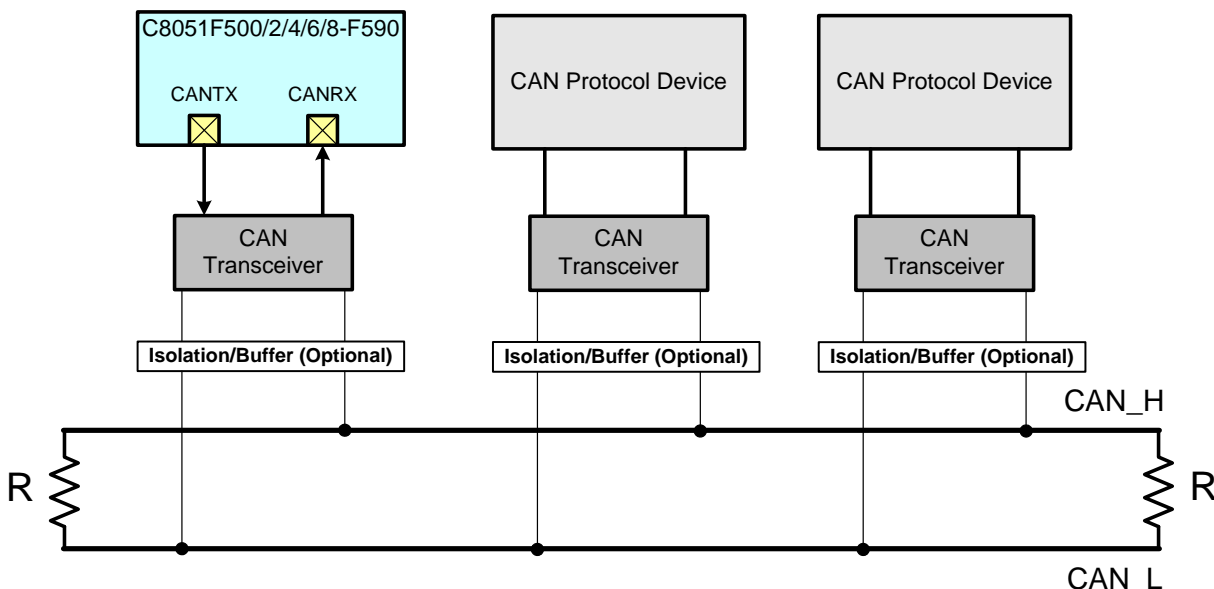 C8051F500/2/4/6/8-F590
CANTX
CANRX
CAN Protocol Device
CAN Protocol Device
CAN
Transceiver
CAN
Transceiver
CAN
Transceiver
Isolation/Buffer (Optional)
Isolation/Buffer (Optional)
Isolation/Buffer (Optional)
CAN_H
R
R
CAN_L